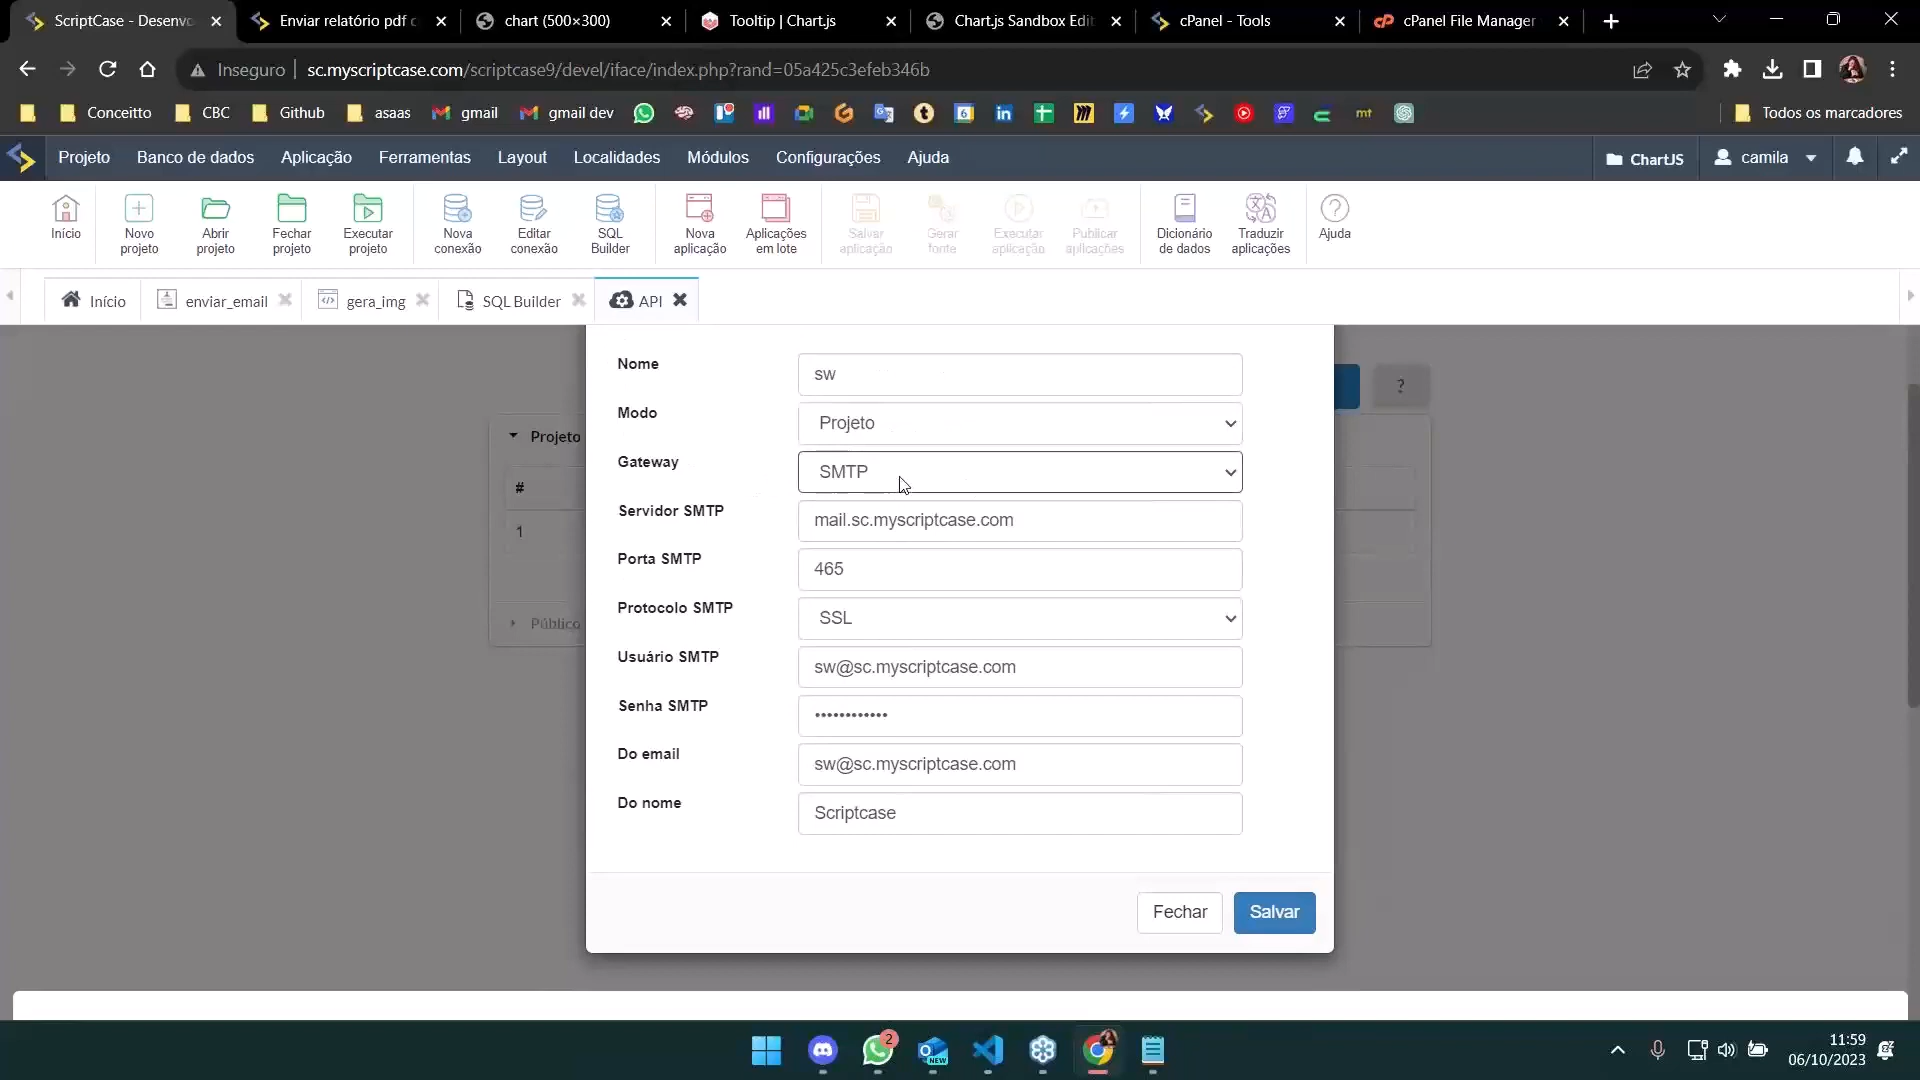 ScriptCase - Desenvo
Enviar relatório pdf c
chart (500×300)
Tooltip | Chart.js
Chart.js Sandbox Edit
cPanel - Tools
cPanel File Manager
Inseguro
sc.myscriptcase.com/scriptcase9/devel/iface/index.php?rand=05a425c3efeb346b
Conceitto
CBC
Github
asaas
gmail
gmail dev
Todos os marcadores
Projeto
Banco de dados
Aplicação
Ferramentas
Layout
Localidades
Módulos
Configurações
Ajuda
ChartJS
camila
Início
Novo projeto
Abrir projeto
Fechar projeto
Executar projeto
Nova conexão
Editar conexão
SQL Builder
Nova aplicação
Aplicações em lote
Salvar aplicação
Gerar fonte
Executar aplicação
Publicar aplicações
Dicionário de dados
Traduzir aplicações
Ajuda
Início
enviar_email
gera_img
SQL Builder
API
?
Projeto
#
1
Público
Nome
sw
Modo
Projeto
Gateway
SMTP
Servidor SMTP
mail.sc.myscriptcase.com
Porta SMTP
465
Protocolo SMTP
SSL
Usuário SMTP
sw@sc.myscriptcase.com
Senha SMTP
••••••••••••
Do email
sw@sc.myscriptcase.com
Do nome
Scriptcase
Fechar
Salvar
2
NEW
11:59
06/10/2023